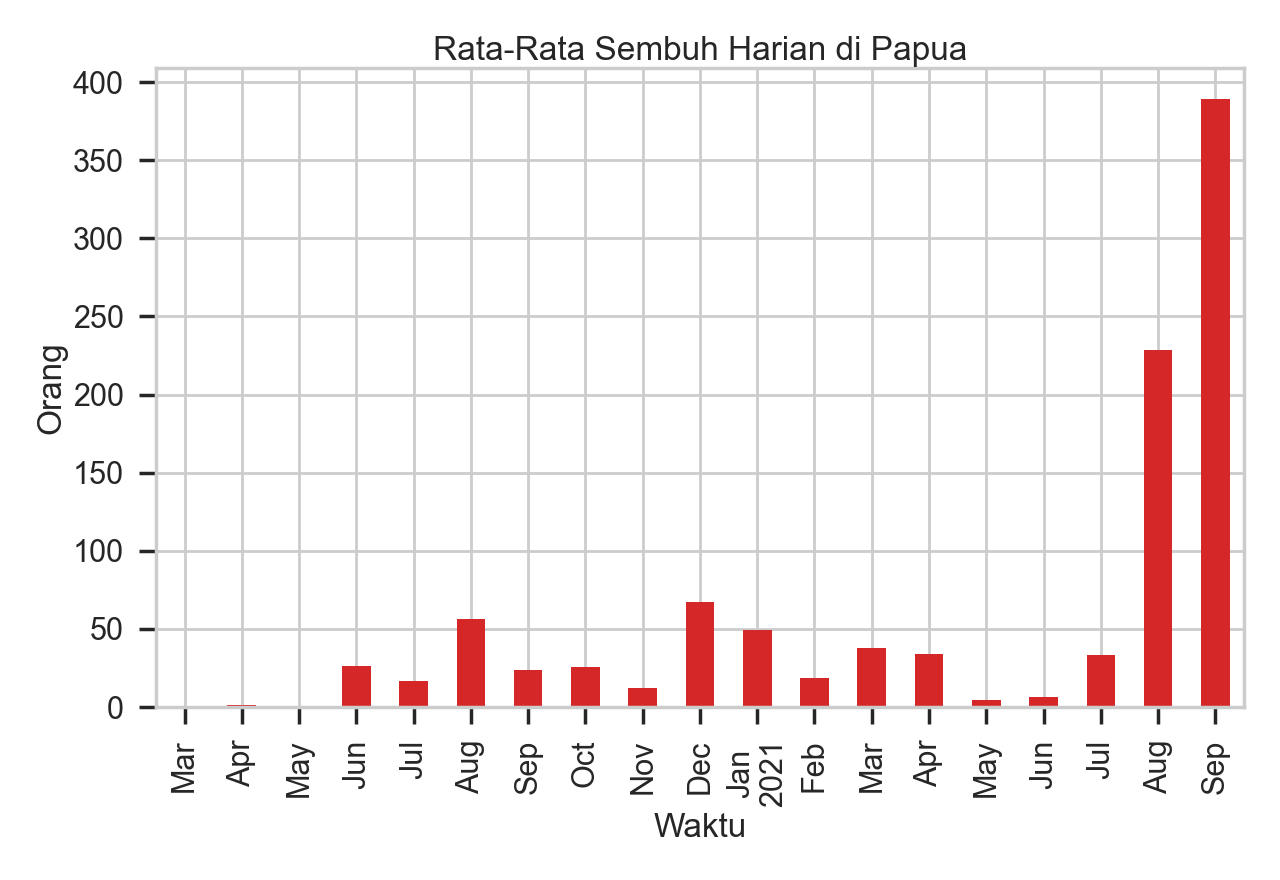 Rata-Rata Sembuh Harian di Papua
400
350
300
250
200
150
100
50
0
Orang
Mar
Apr
May
Jun
Jul
Aug
Sep
Oct
Nov
Dec
Jan
2021
Feb
Mar
Apr
May
Jun
Jul
Aug
Sep
Waktu